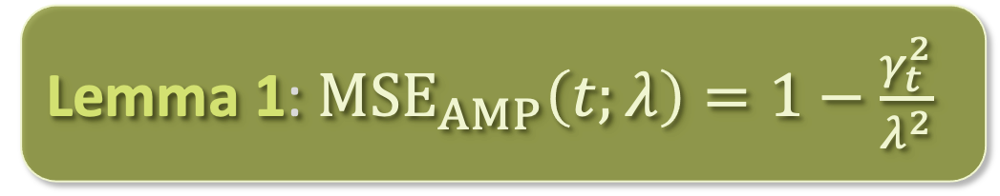 Lemma 1: MSE_AMP(t; λ) = 1 − γ_t^2/λ^2